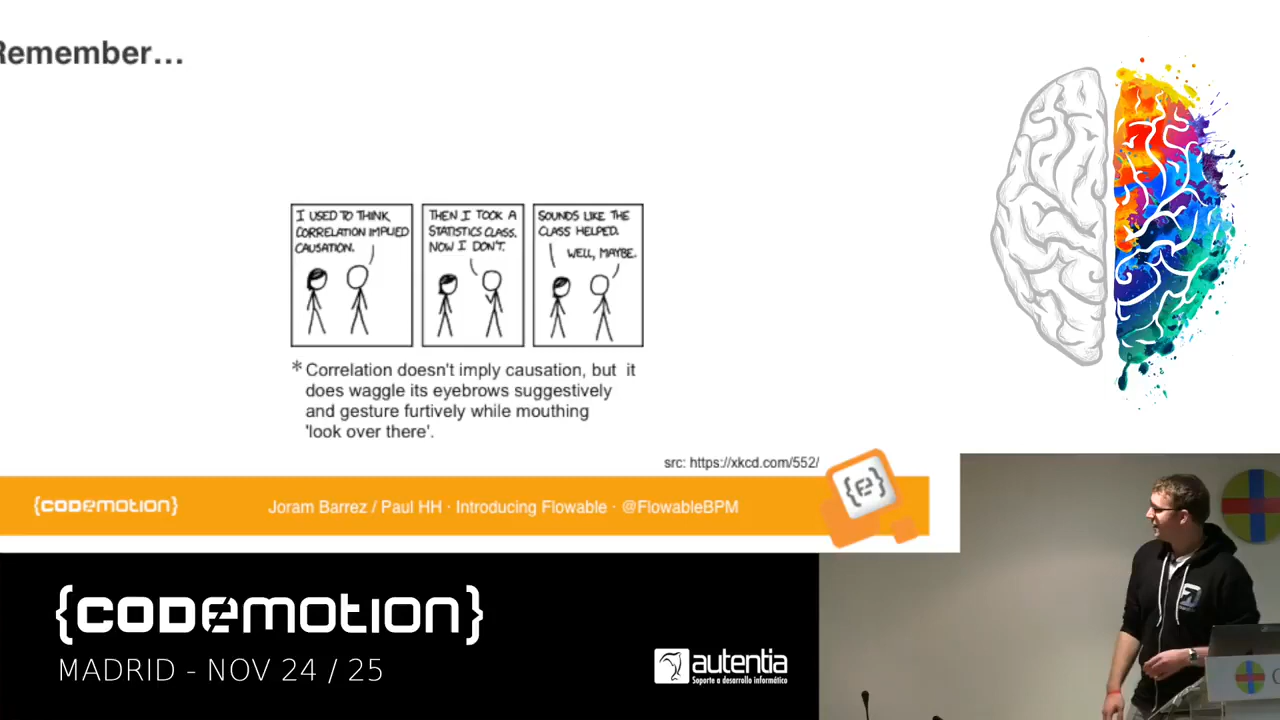 Remember...
I USED TO THINK
CORRELATION IMPLIED
CAUSATION.
THEN I TOOK A
STATISTICS CLASS.
NOW I DON'T.
SOUNDS LIKE THE
CLASS HELPED.
WELL, MAYBE.
* Correlation doesn't imply causation, but it
does waggle its eyebrows suggestively
and gesture furtively while mouthing
'look over there'.
src: https://xkcd.com/552/
{codemotion}
Joram Barrez / Paul HH · Introducing Flowable · @FlowableBPM
{e}
{codemotion}
MADRID - NOV 24 / 25
autentia
Soporte a desarrollo informático